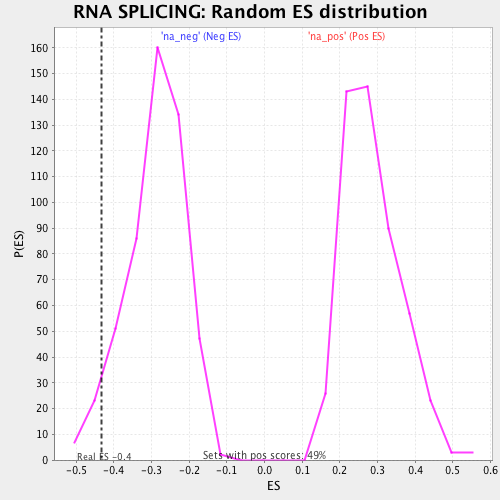 RNA SPLICING: Random ES distribution
'na_neg' (Neg ES) 'na_pos' (Pos ES)
160
150
140
130
120
110
100
90
80
70
60
50
40
30
20
10
0
P(ES)
Real ES -0.4 Sets with pos scores: 49%
-0.5 -0.4 -0.3 -0.2 -0.1 0.0 0.1 0.2 0.3 0.4 0.5 0.6
ES